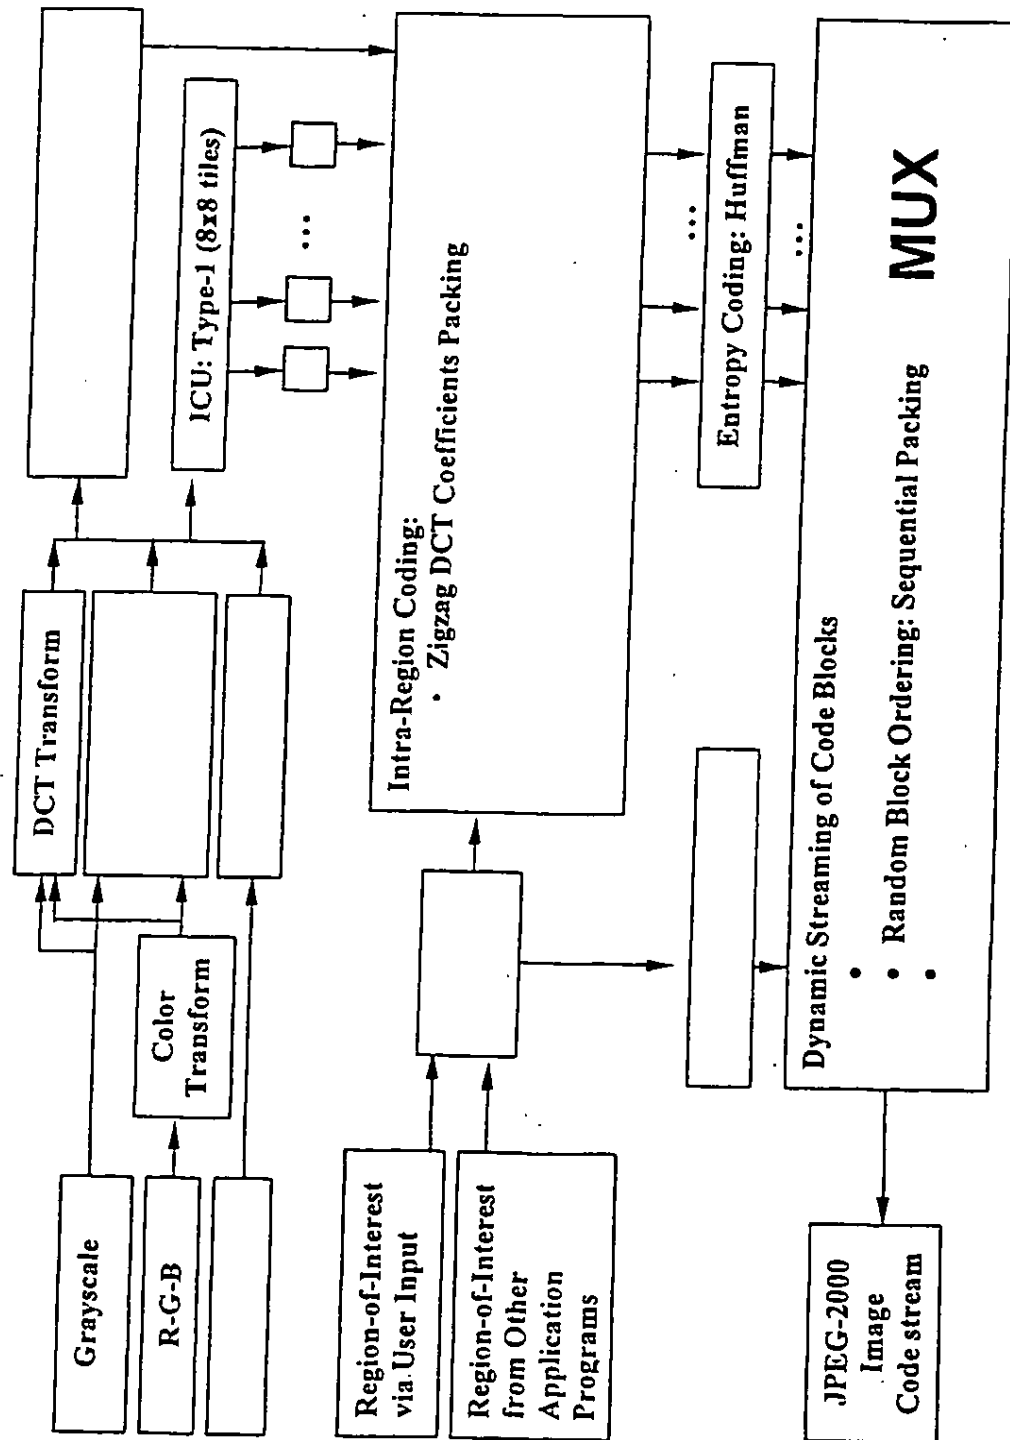 Grayscale
R-G-B
Color
Transform
DCT Transform
ICU: Type-1 (8x8 tiles)
...
Region-of-Interest
via User Input
Region-of-Interest
from Other
Application
Programs
Intra-Region Coding:
• Zigzag DCT Coefficients Packing
...
Entropy Coding: Huffman
...
Dynamic Streaming of Code Blocks
•
• Random Block Ordering: Sequential Packing
•
MUX
JPEG-2000
Image
Code stream